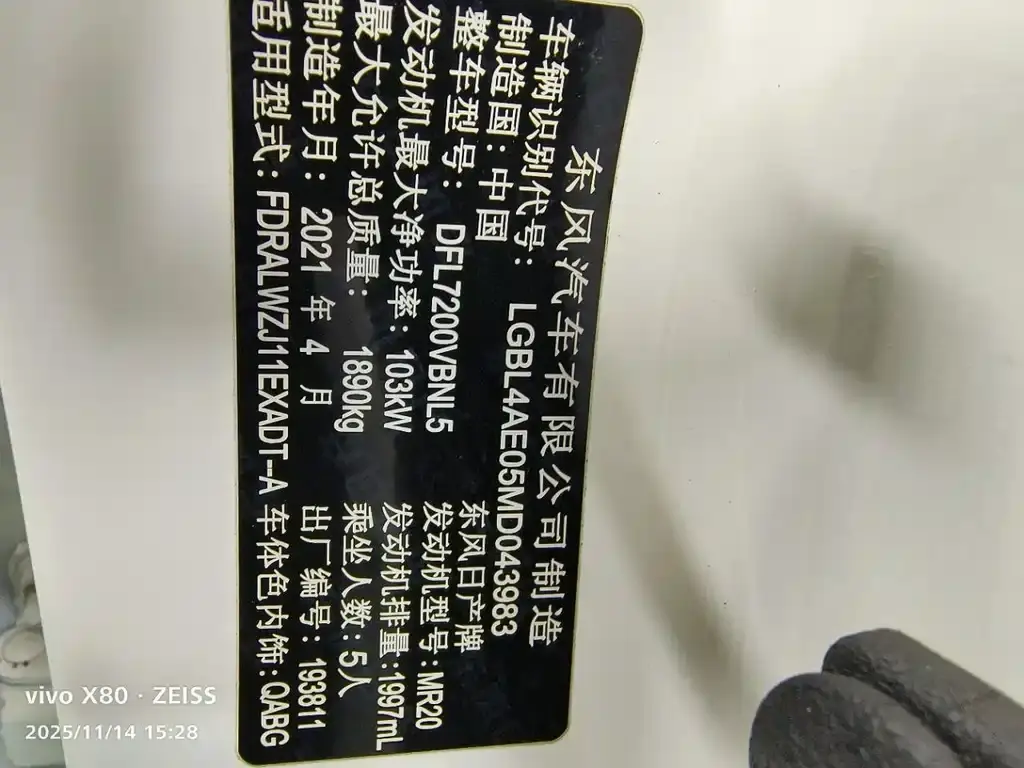 东风汽车有限公司制造
车辆识别代号: LGBL4AE05MD043983
制造国: 中国 东风日产牌
整车型号: DFL7200VBNL5 发动机型号: MR20
发动机最大净功率: 103kW 发动机排量: 1997mL
最大允许总质量: 1890kg 乘坐人数: 5人
制造年月: 2021 年 4 月 出厂编号: 193811
适用型式: FDRALWZJ11EXADT--A 车体色内饰: QABG
vivo X80 · ZEISS
2025/11/14 15:28